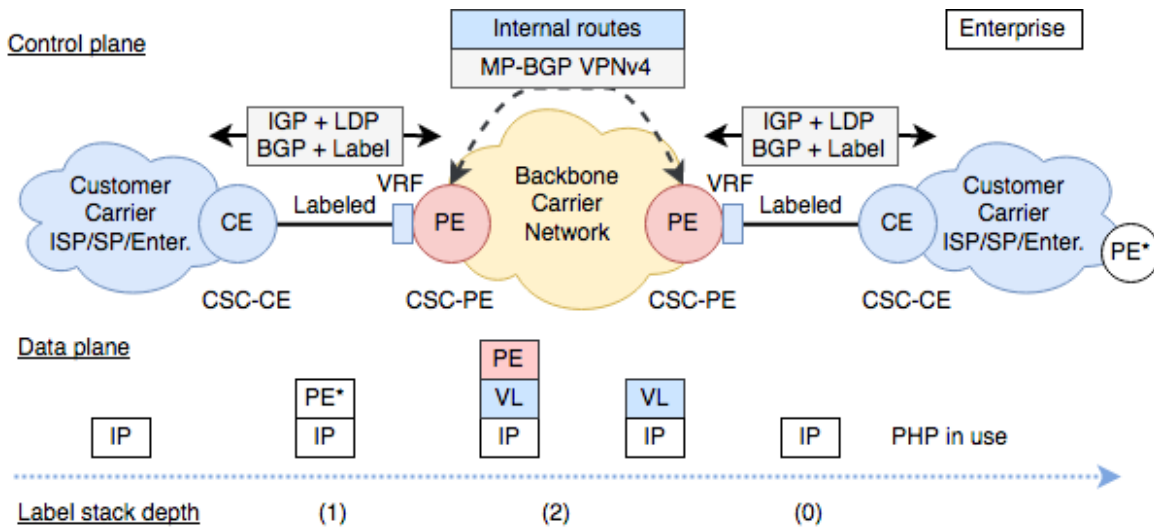 Control plane
Internal routes
MP-BGP VPNv4
Enterprise
IGP + LDP
BGP + Label
IGP + LDP
BGP + Label
Customer
Carrier
ISP/SP/Enter.
CE
Labeled
VRF
PE
Backbone
Carrier
Network
PE
VRF
Labeled
CE
Customer
Carrier
ISP/SP/Enter.
PE*
CSC-CE
CSC-PE
CSC-PE
CSC-CE
Data plane
IP
PE*
IP
PE
VL
IP
VL
IP
IP
PHP in use
Label stack depth
(1)
(2)
(0)